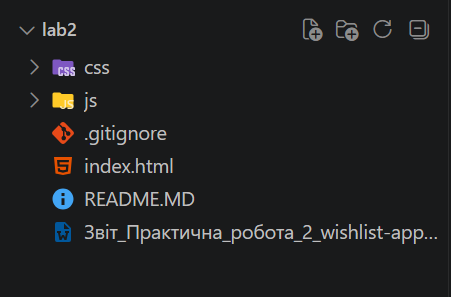 lab2
css
js
.gitignore
index.html
README.MD
Звіт_Практична_робота_2_wishlist-app...